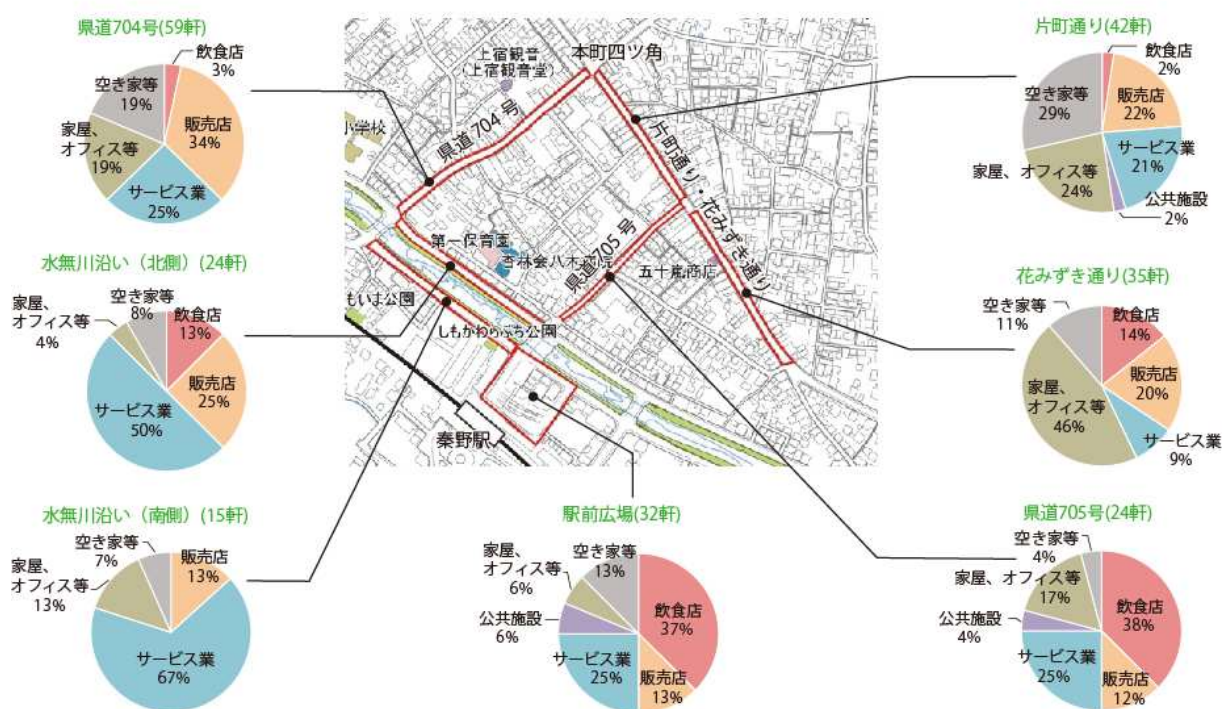 県道704号(59軒)
飲食店
3%
販売店
34%
サービス業
25%
家屋、
オフィス等
19%
空き家等
19%
水無川沿い（北側）(24軒)
飲食店
13%
販売店
25%
サービス業
50%
家屋、
オフィス等
4%
空き家等
8%
水無川沿い（南側）(15軒)
販売店
13%
サービス業
67%
家屋、
オフィス等
13%
空き家等
7%
上宿観音
(上宿観音堂)
本町四ツ角
小学校
県道704号
片町通り・花みずき通り
第一保育園
県道705号
五十嵐商店
しもかわらぶち公園
秦野駅
駅前広場(32軒)
飲食店
37%
販売店
13%
サービス業
25%
公共施設
6%
家屋、
オフィス等
6%
空き家等
13%
片町通り(42軒)
飲食店
2%
販売店
22%
サービス業
21%
公共施設
2%
家屋、オフィス等
24%
空き家等
29%
花みずき通り(35軒)
飲食店
14%
販売店
20%
サービス業
9%
家屋、
オフィス等
46%
空き家等
11%
県道705号(24軒)
飲食店
38%
販売店
12%
サービス業
25%
公共施設
4%
家屋、オフィス等
17%
空き家等
4%